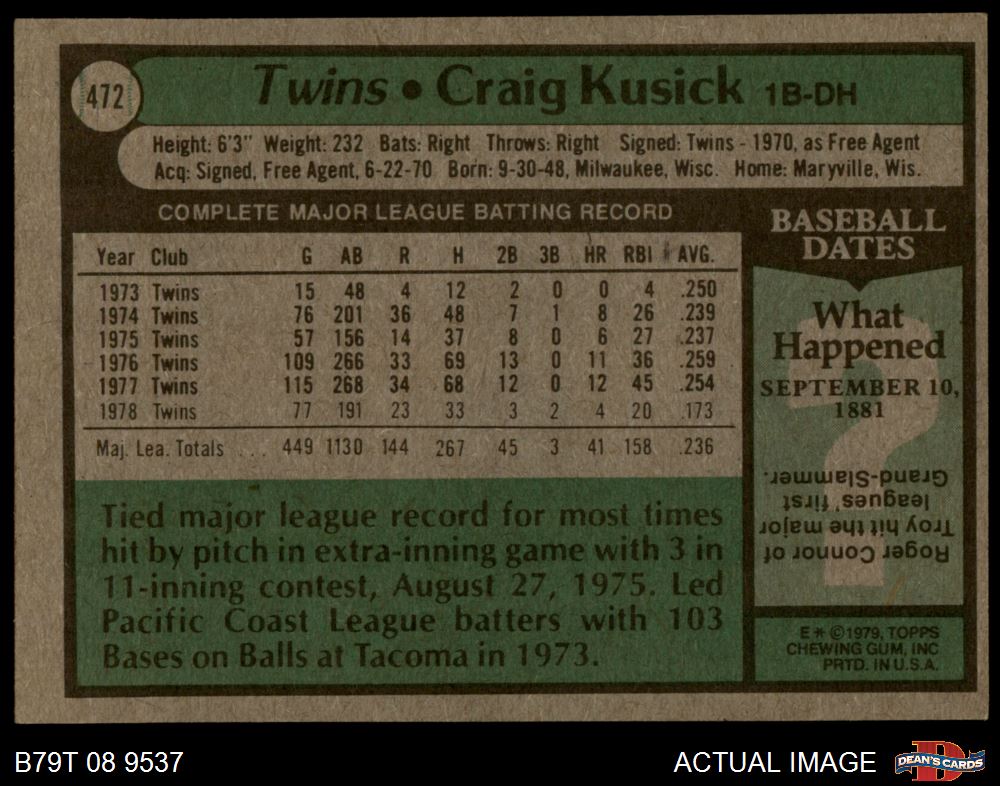 472
Twins • Craig Kusick 1B-DH
Height: 6'3" Weight: 232 Bats: Right Throws: Right Signed: Twins - 1970, as Free Agent
Acq: Signed, Free Agent, 6-22-70 Born: 9-30-48, Milwaukee, Wisc. Home: Maryville, Wis.
COMPLETE MAJOR LEAGUE BATTING RECORD
Year Club G AB R H 2B 3B HR RBI AVG.
1973 Twins 15 48 4 12 2 0 0 4 .250
1974 Twins 76 201 36 48 7 1 8 26 .239
1975 Twins 57 156 14 37 8 0 6 27 .237
1976 Twins 109 266 33 69 13 0 11 36 .259
1977 Twins 115 268 34 68 12 0 12 45 .254
1978 Twins 77 191 23 33 3 2 4 20 .173
Maj. Lea. Totals . . . 449 1130 144 267 45 3 41 158 .236
Tied major league record for most times
hit by pitch in extra-inning game with 3 in
11-inning contest, August 27, 1975. Led
Pacific Coast League batters with 103
Bases on Balls at Tacoma in 1973.
BASEBALL
DATES
What
Happened
SEPTEMBER 10,
1881
Roger Connor of
Troy hit the major
leagues' first
Grand-Slammer.
E * © 1979, TOPPS
CHEWING GUM, INC
PRTD. IN U.S.A.
B79T 08 9537
ACTUAL IMAGE
DEAN'S CARDS